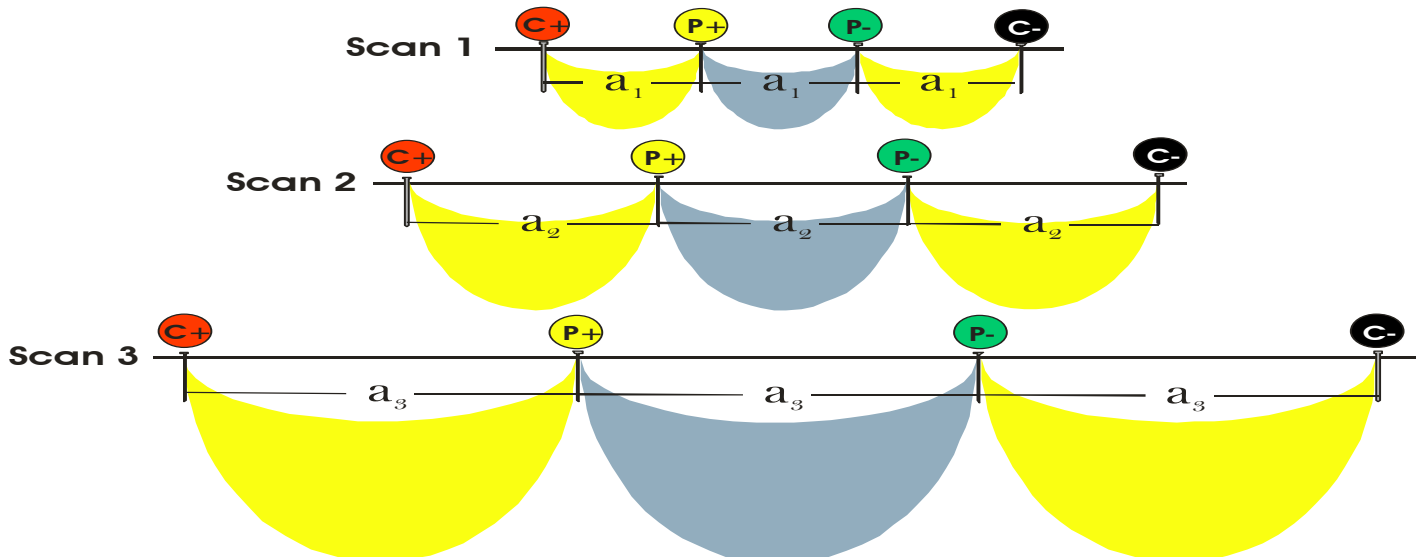 C+ P+ P- C-
Scan 1
a₁ a₁ a₁
C+ P+ P- C-
Scan 2
a₂ a₂ a₂
C+ P+ P- C-
Scan 3
a₃ a₃ a₃